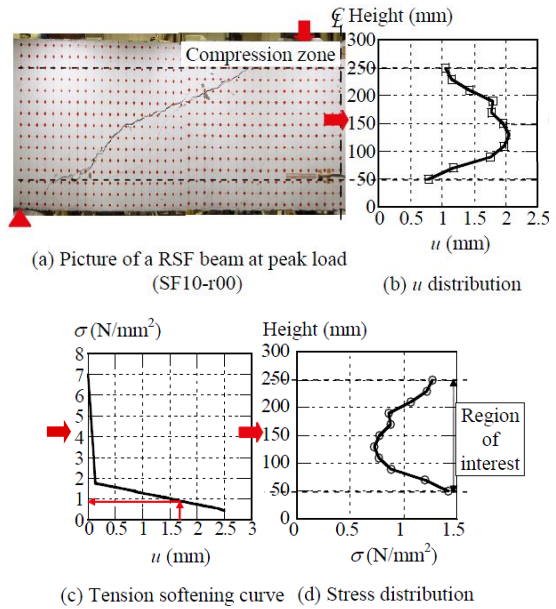 Compression zone
(a) Picture of a RSF beam at peak load
(SF10-r00)
℄ Height (mm)
300
250
200
150
100
50
0
0 0.5 1 1.5 2 2.5
u (mm)
(b) u distribution
σ (N/mm²)
8
7
6
5
4
3
2
1
0
0 0.5 1 1.5 2 2.5 3
u (mm)
(c) Tension softening curve
Height (mm)
300
250
200
150
100
50
0
0 0.5 1 1.5
Region
of
interest
σ (N/mm²)
(d) Stress distribution